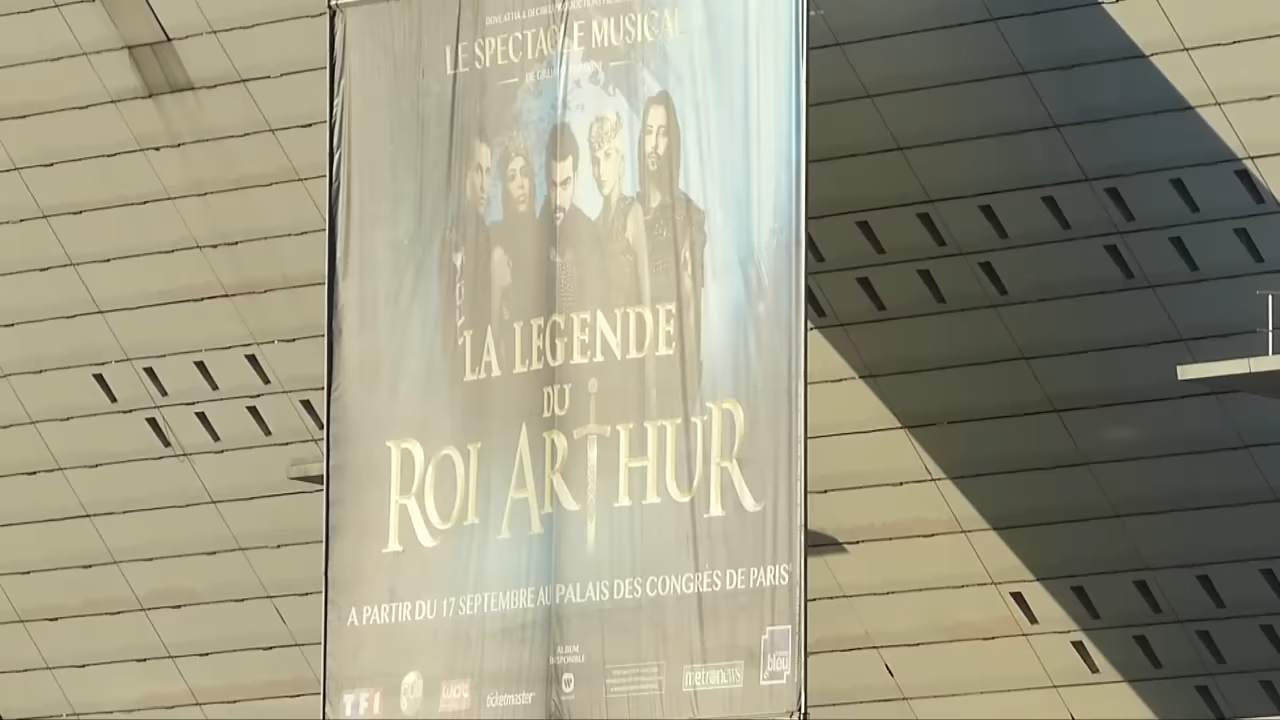 LE SPECTACLE MUSICAL
LA LEGENDE
DU
ROI ARTHUR
A PARTIR DU 17 SEPTEMBRE AU PALAIS DES CONGRÈS DE PARIS
ALBUM
DISPONIBLE
TF1
ticketmaster
metronews
bleu